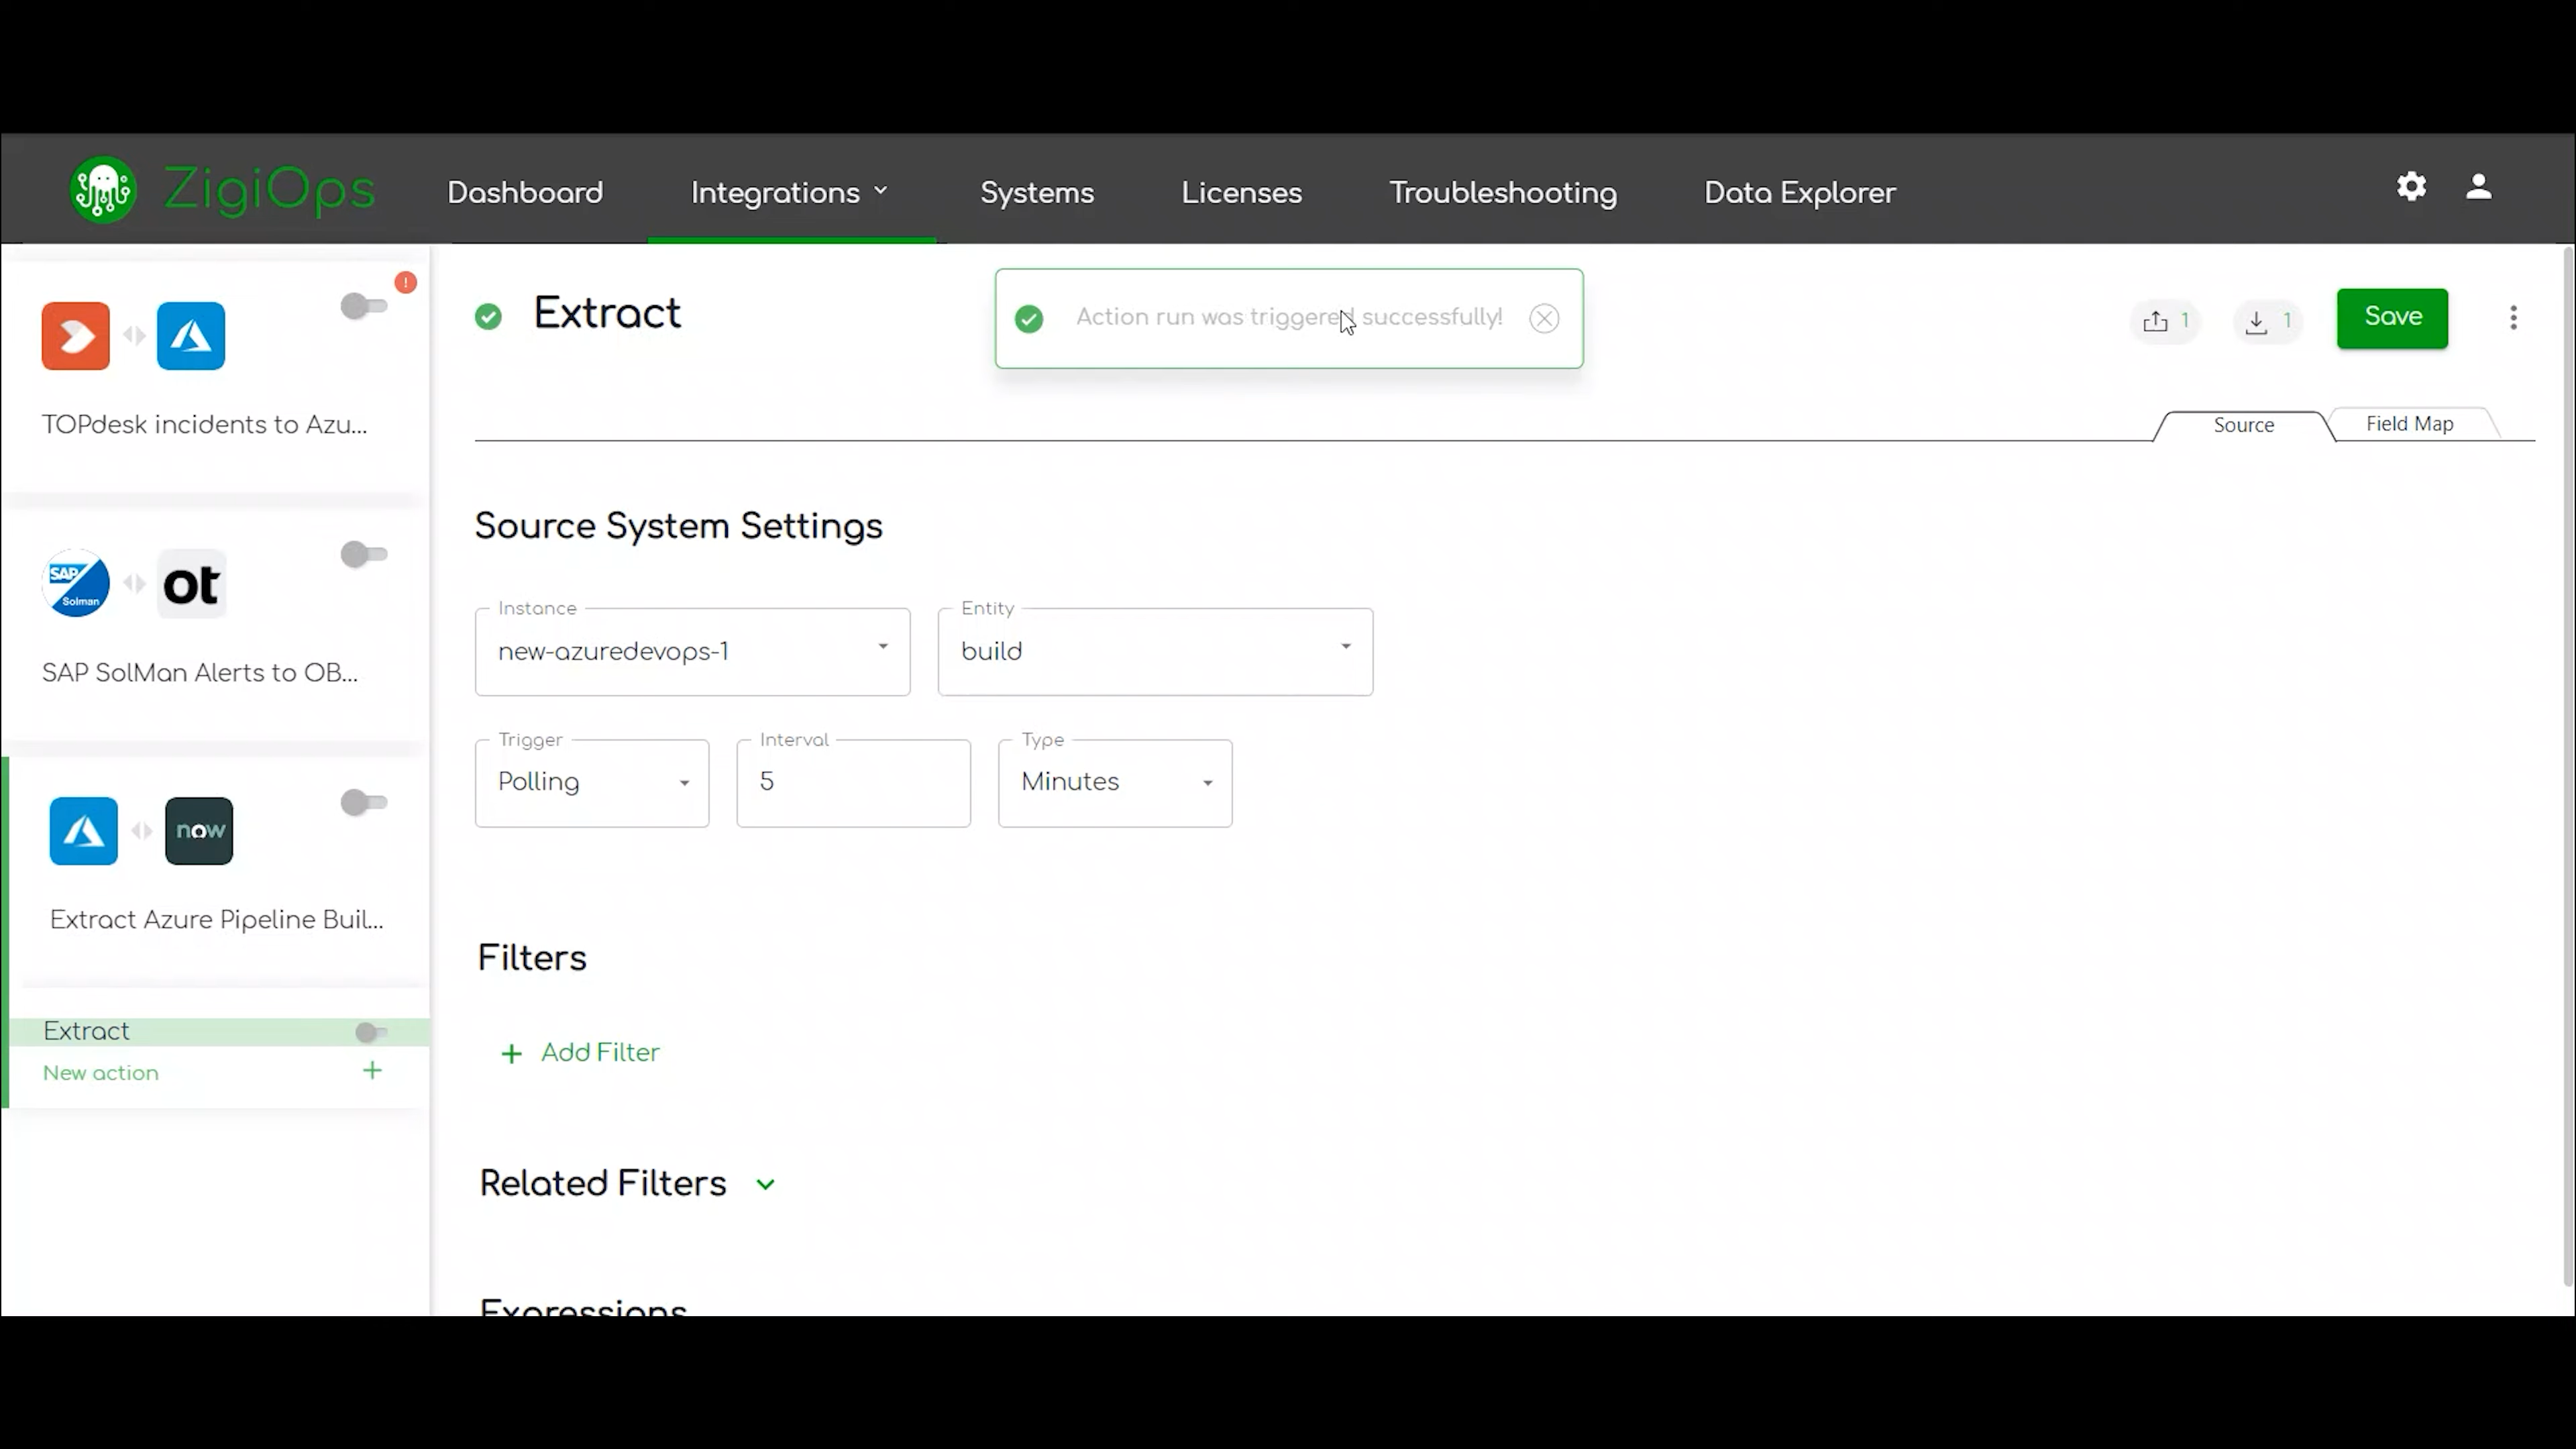 ZigiOps
Dashboard
Integrations
Systems
Licenses
Troubleshooting
Data Explorer
TOPdesk incidents to Azu...
SAP
Solman
ot
SAP SolMan Alerts to OB...
now
Extract Azure Pipeline Buil...
Extract
New action
Extract
Action run was triggered successfully!
1
1
Save
Source
Field Map
Source System Settings
Instance
new-azuredevops-1
Entity
build
Trigger
Polling
Interval
5
Type
Minutes
Filters
Add Filter
Related Filters
Expressions